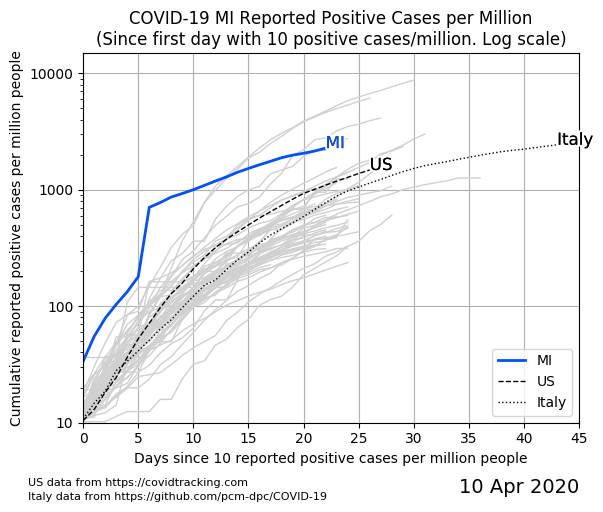 COVID-19 MI Reported Positive Cases per Million
(Since first day with 10 positive cases/million. Log scale)
Cumulative reported positive cases per million people
10000
1000
100
10
MI
US
Italy
MI
US
Italy
0 5 10 15 20 25 30 35 40 45
Days since 10 reported positive cases per million people
US data from https://covidtracking.com
Italy data from https://github.com/pcm-dpc/COVID-19
10 Apr 2020